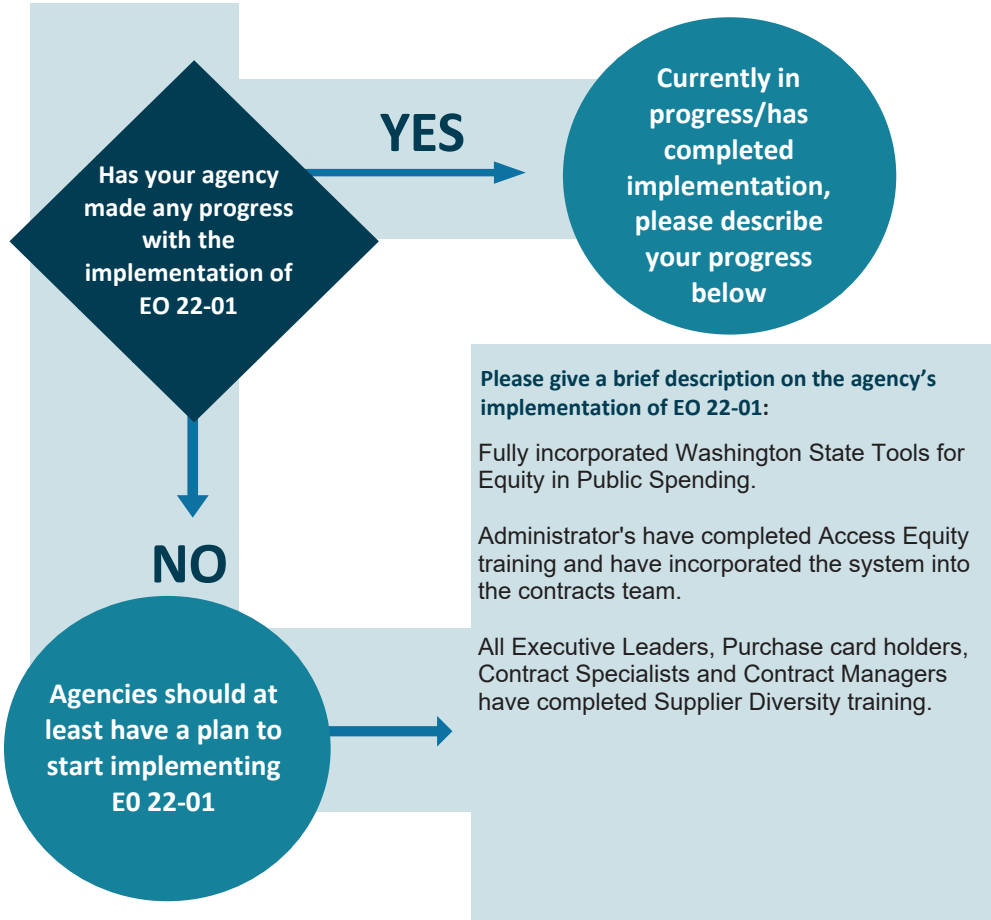 Has your agency
made any progress
with the
implementation of
EO 22-01
YES
Currently in
progress/has
completed
implementation,
please describe
your progress
below
NO
Agencies should at
least have a plan to
start implementing
E0 22-01
Please give a brief description on the agency’s
implementation of EO 22-01:
Fully incorporated Washington State Tools for
Equity in Public Spending.
Administrator's have completed Access Equity
training and have incorporated the system into
the contracts team.
All Executive Leaders, Purchase card holders,
Contract Specialists and Contract Managers
have completed Supplier Diversity training.